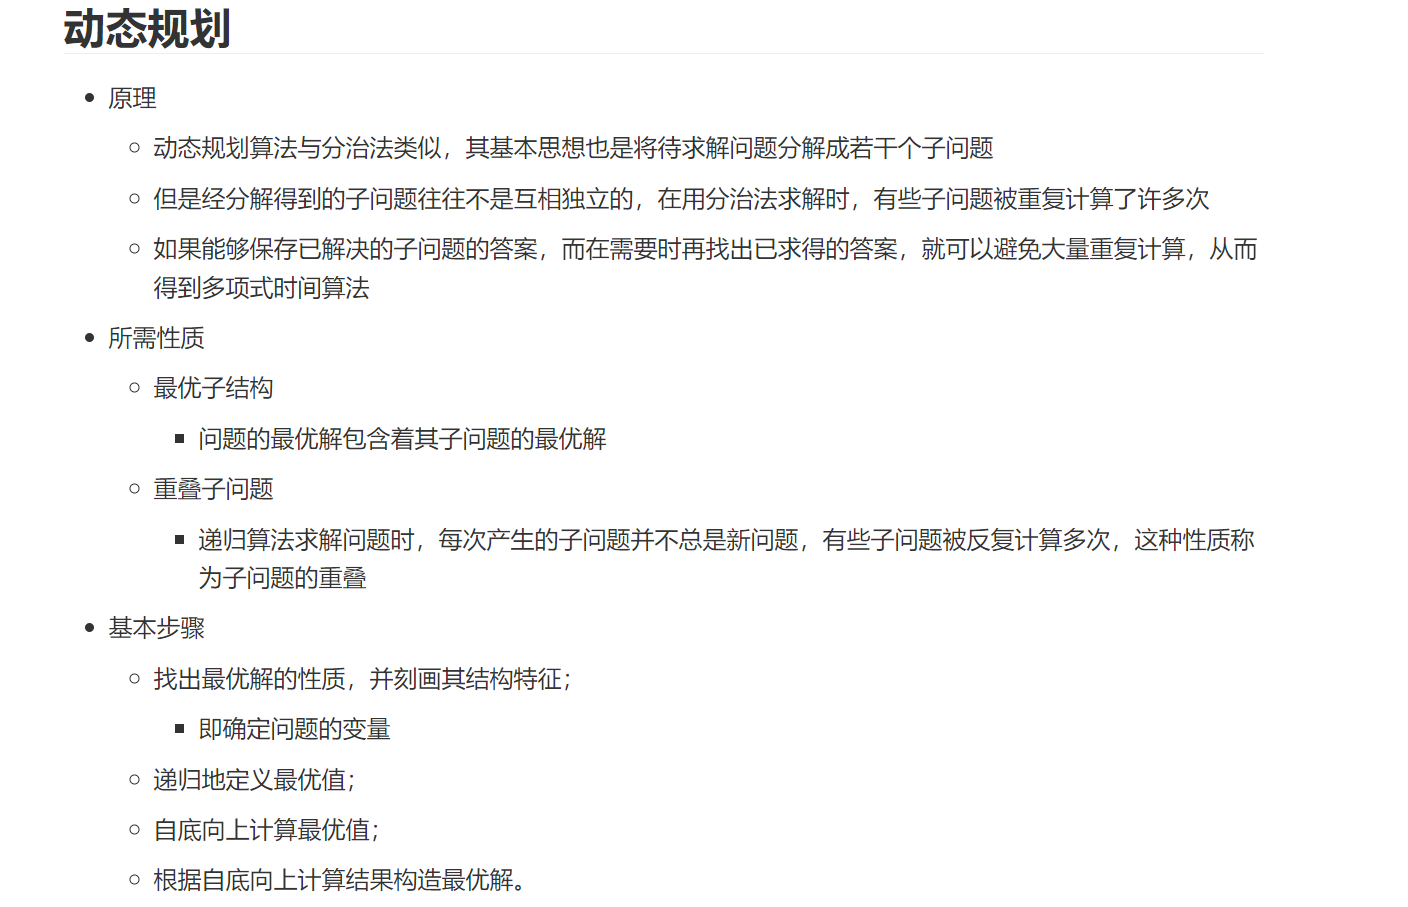 动态规划
原理
动态规划算法与分治法类似，其基本思想也是将待求解问题分解成若干个子问题
但是经分解得到的子问题往往不是互相独立的，在用分治法求解时，有些子问题被重复计算了许多次
如果能够保存已解决的子问题的答案，而在需要时再找出已求得的答案，就可以避免大量重复计算，从而
得到多项式时间算法
所需性质
最优子结构
问题的最优解包含着其子问题的最优解
重叠子问题
递归算法求解问题时，每次产生的子问题并不总是新问题，有些子问题被反复计算多次，这种性质称
为子问题的重叠
基本步骤
找出最优解的性质，并刻画其结构特征；
即确定问题的变量
递归地定义最优值；
自底向上计算最优值；
根据自底向上计算结果构造最优解。